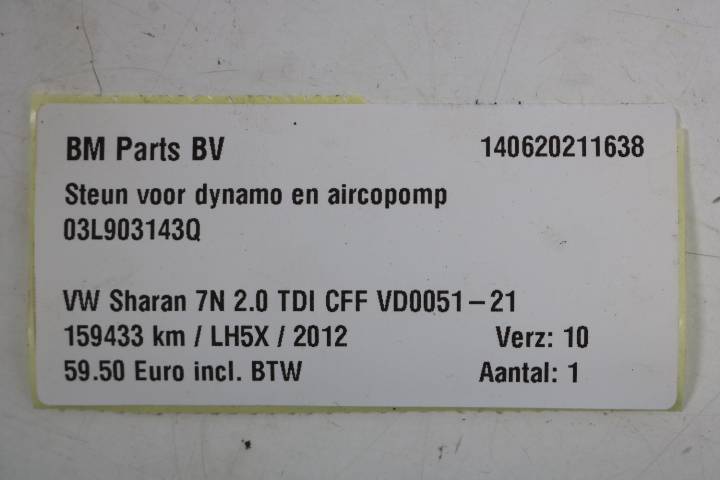 BM Parts BV 140620211638
Steun voor dynamo en aircopomp
03L903143Q
VW Sharan 7N 2.0 TDI CFF VD0051-21
159433 km / LH5X / 2012 Verz: 10
59.50 Euro incl. BTW Aantal: 1